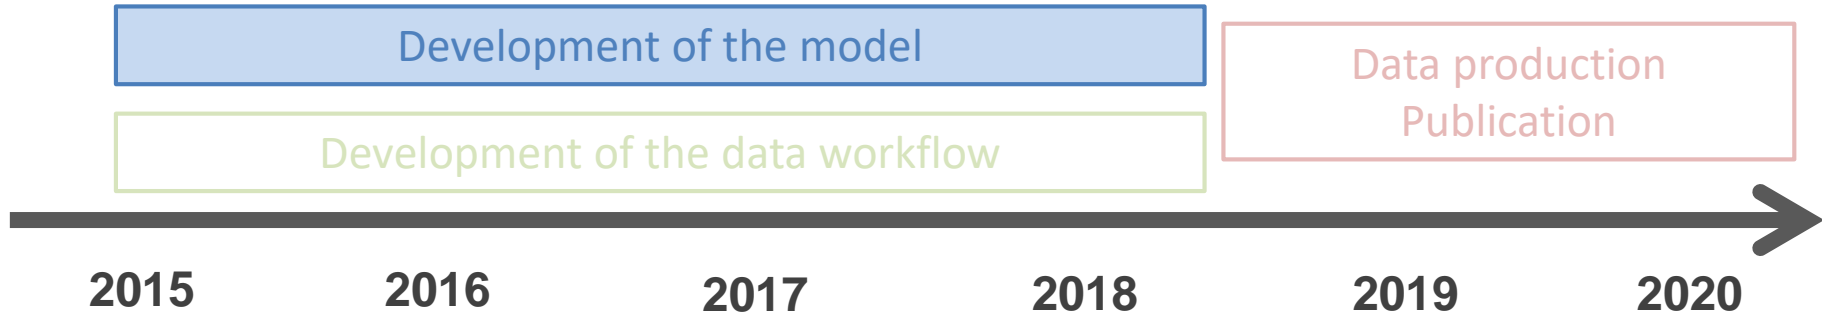 Development of the model
Data production
Publication
Development of the data workflow
2015
2016
2017
2018
2019
2020